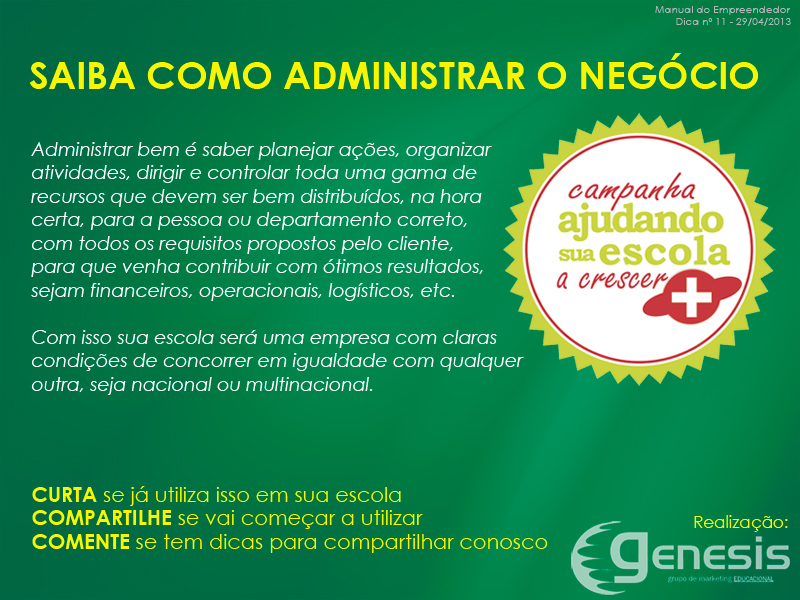 Manual do Empreendedor
Dica nº 11 - 29/04/2013
SAIBA COMO ADMINISTRAR O NEGÓCIO
Administrar bem é saber planejar ações, organizar
atividades, dirigir e controlar toda uma gama de
recursos que devem ser bem distribuídos, na hora
certa, para a pessoa ou departamento correto,
com todos os requisitos propostos pelo cliente,
para que venha contribuir com ótimos resultados,
sejam financeiros, operacionais, logísticos, etc.
Com isso sua escola será uma empresa com claras
condições de concorrer em igualdade com qualquer
outra, seja nacional ou multinacional.
campanha
ajudando
sua escola
a crescer
CURTA se já utiliza isso em sua escola
COMPARTILHE se vai começar a utilizar
COMENTE se tem dicas para compartilhar conosco
Realização:
genesis
grupo de marketing EDUCACIONAL